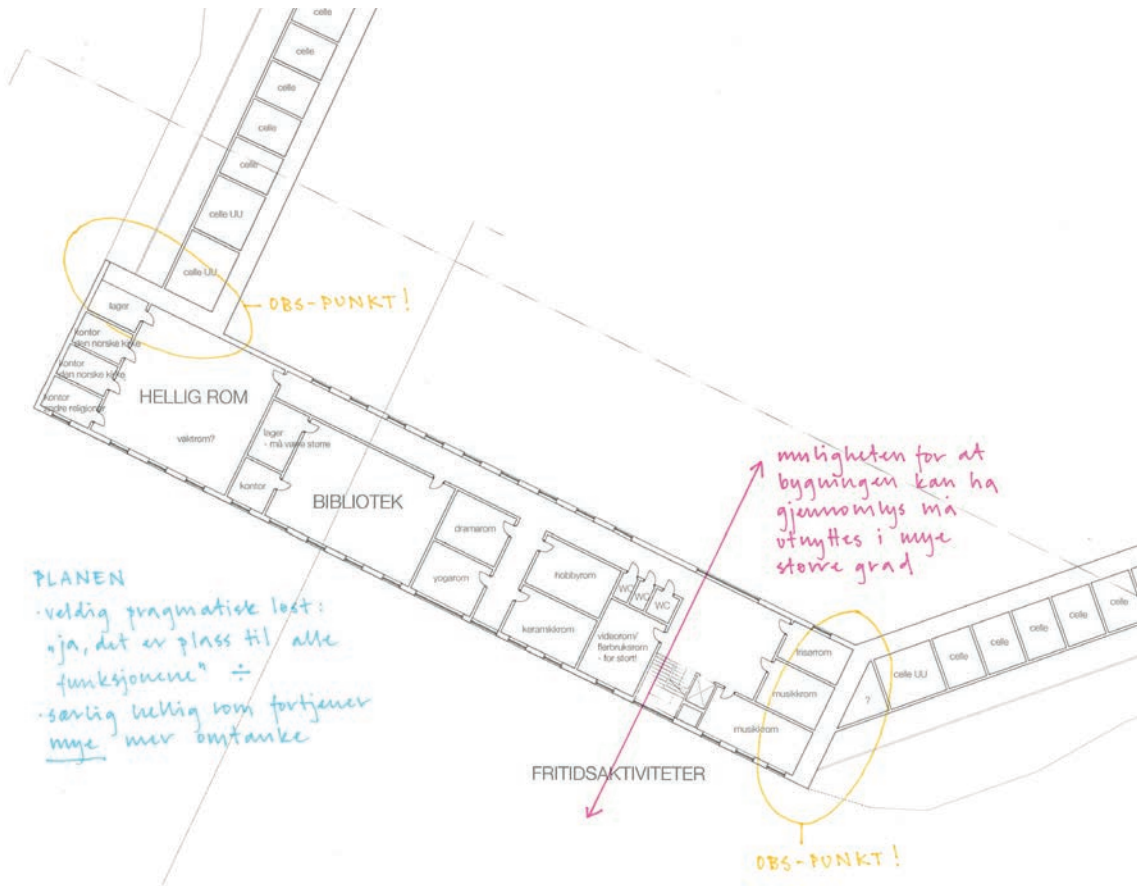 celle
celle
celle
celle
celle
celle UU
celle UU
OBS-PUNKT!
lager
kontor
den norske kirke
kontor
den norske kirke
kontor
andre religioner
HELLIG ROM
vaktrom?
lager
- må være større
kontor
BIBLIOTEK
dramarom
yogarom
hobbyrom
keramikkrom
WC
WC
WC
videorom/
flerbruksrom
- for stort!
frisørrom
musikkrom
musikkrom
?
celle UU
celle
celle
celle
celle
celle
muligheten for at
bygningen kan ha
gjennomlys må
utnyttes i mye
større grad
PLANEN
· veldig pragmatisk løst:
"ja, det er plass til alle
funksjonene" ÷
· særlig hellig rom fortjener
mye mer omtanke
FRITIDSAKTIVITETER
OBS-PUNKT!